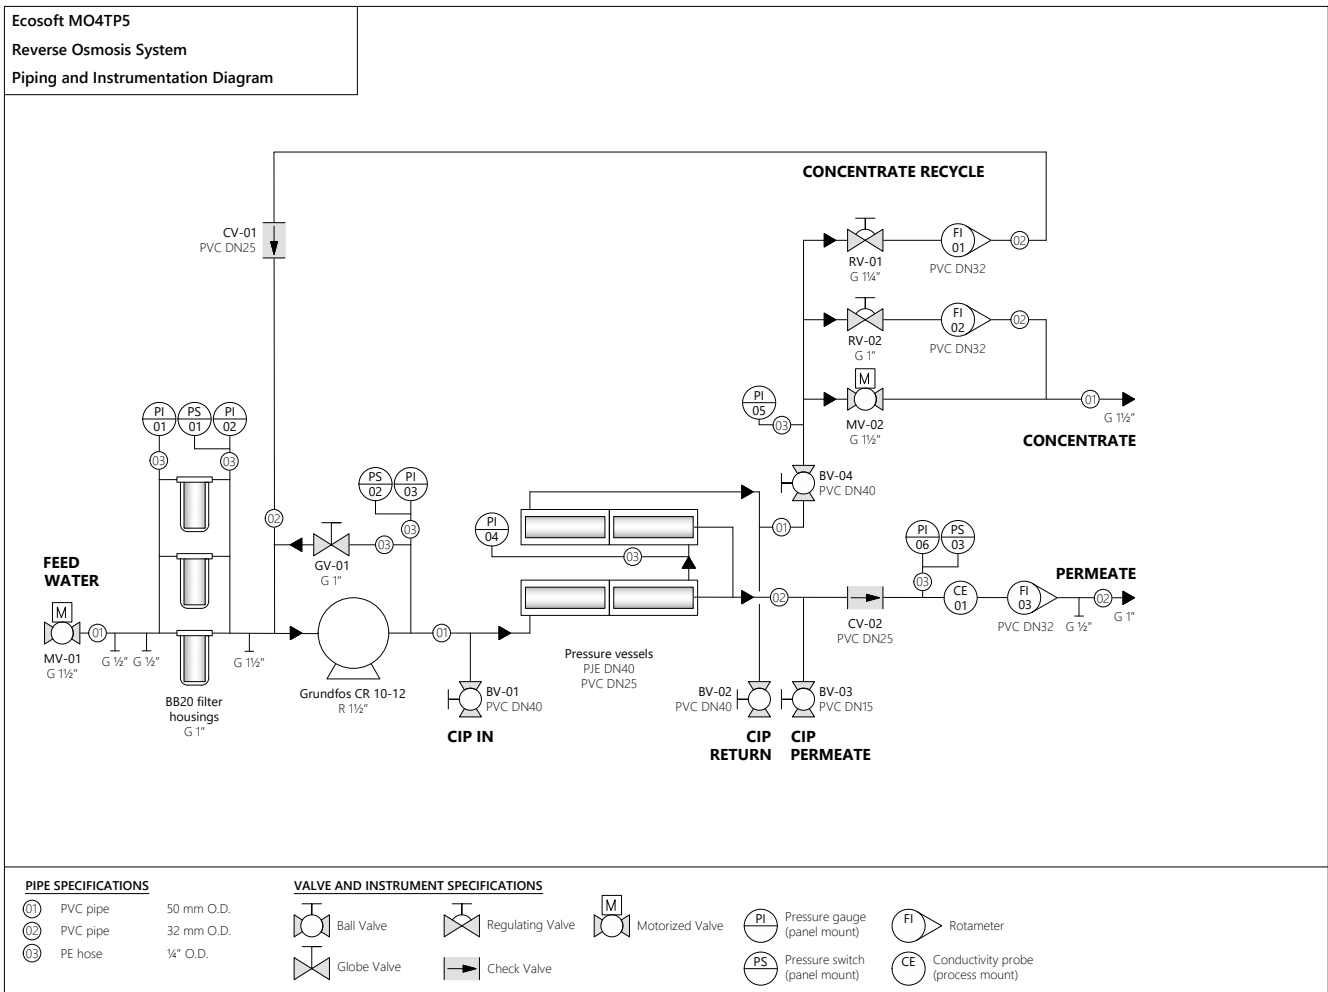 Ecosoft MO4TP5
Reverse Osmosis System
Piping and Instrumentation Diagram
CONCENTRATE RECYCLE
CV-01
PVC DN25
FI
01
02
RV-01
G 1¼"
PVC DN32
FI
02
02
RV-02
G 1"
PVC DN32
M
PI
05
03
MV-02
G 1½"
01
G 1½"
CONCENTRATE
PI
01
PS
01
PI
02
03
03
PS
02
PI
03
BV-04
PVC DN40
02
03
03
GV-01
G 1"
PI
04
03
01
PI
06
PS
03
FEED
WATER
M
01
MV-01
G 1½"
G ½"
G ½"
G 1½"
BB20 filter
housings
G 1"
Grundfos CR 10-12
R 1½"
01
BV-01
PVC DN40
CIP IN
Pressure vessels
PJE DN40
PVC DN25
02
03
CE
01
FI
03
PERMEATE
02
G 1"
CV-02
PVC DN25
PVC DN32
G ½"
BV-02
PVC DN40
BV-03
PVC DN15
CIP
RETURN
CIP
PERMEATE
PIPE SPECIFICATIONS
01 PVC pipe 50 mm O.D.
02 PVC pipe 32 mm O.D.
03 PE hose ¼" O.D.
VALVE AND INSTRUMENT SPECIFICATIONS
Ball Valve
Globe Valve
Regulating Valve
Check Valve
M
Motorized Valve
PI
Pressure gauge
(panel mount)
PS
Pressure switch
(panel mount)
FI
Rotameter
CE
Conductivity probe
(process mount)